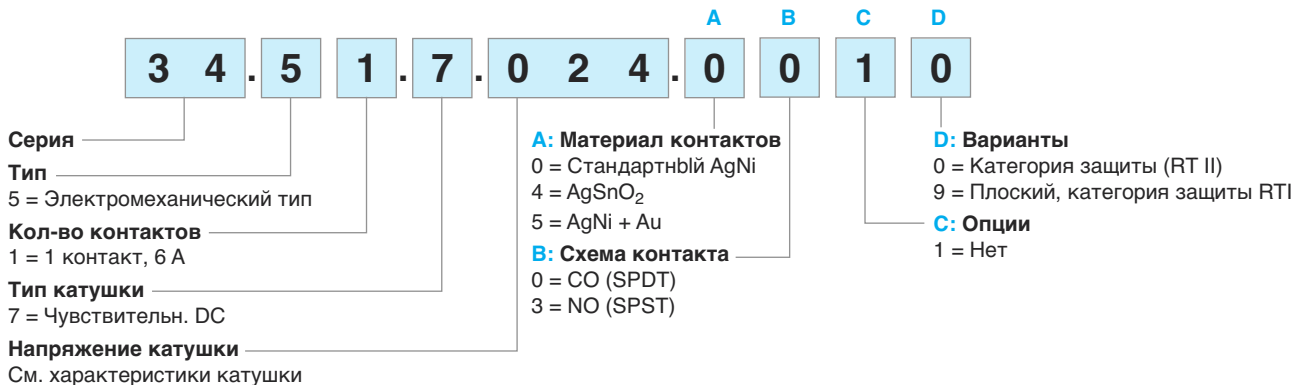 A B C D
3 4 . 5 1 . 7 . 0 2 4 . 0 0 1 0
Серия
Тип
5 = Электромеханический тип
Кол-во контактов
1 = 1 контакт, 6 A
Тип катушки
7 = Чувствительн. DC
Напряжение катушки
См. характеристики катушки
A: Материал контактов
0 = Стандартный AgNi
4 = AgSnO₂
5 = AgNi + Au
B: Схема контакта
0 = CO (SPDT)
3 = NO (SPST)
D: Варианты
0 = Категория защиты (RT II)
9 = Плоский, категория защиты RTI
C: Опции
1 = Нет